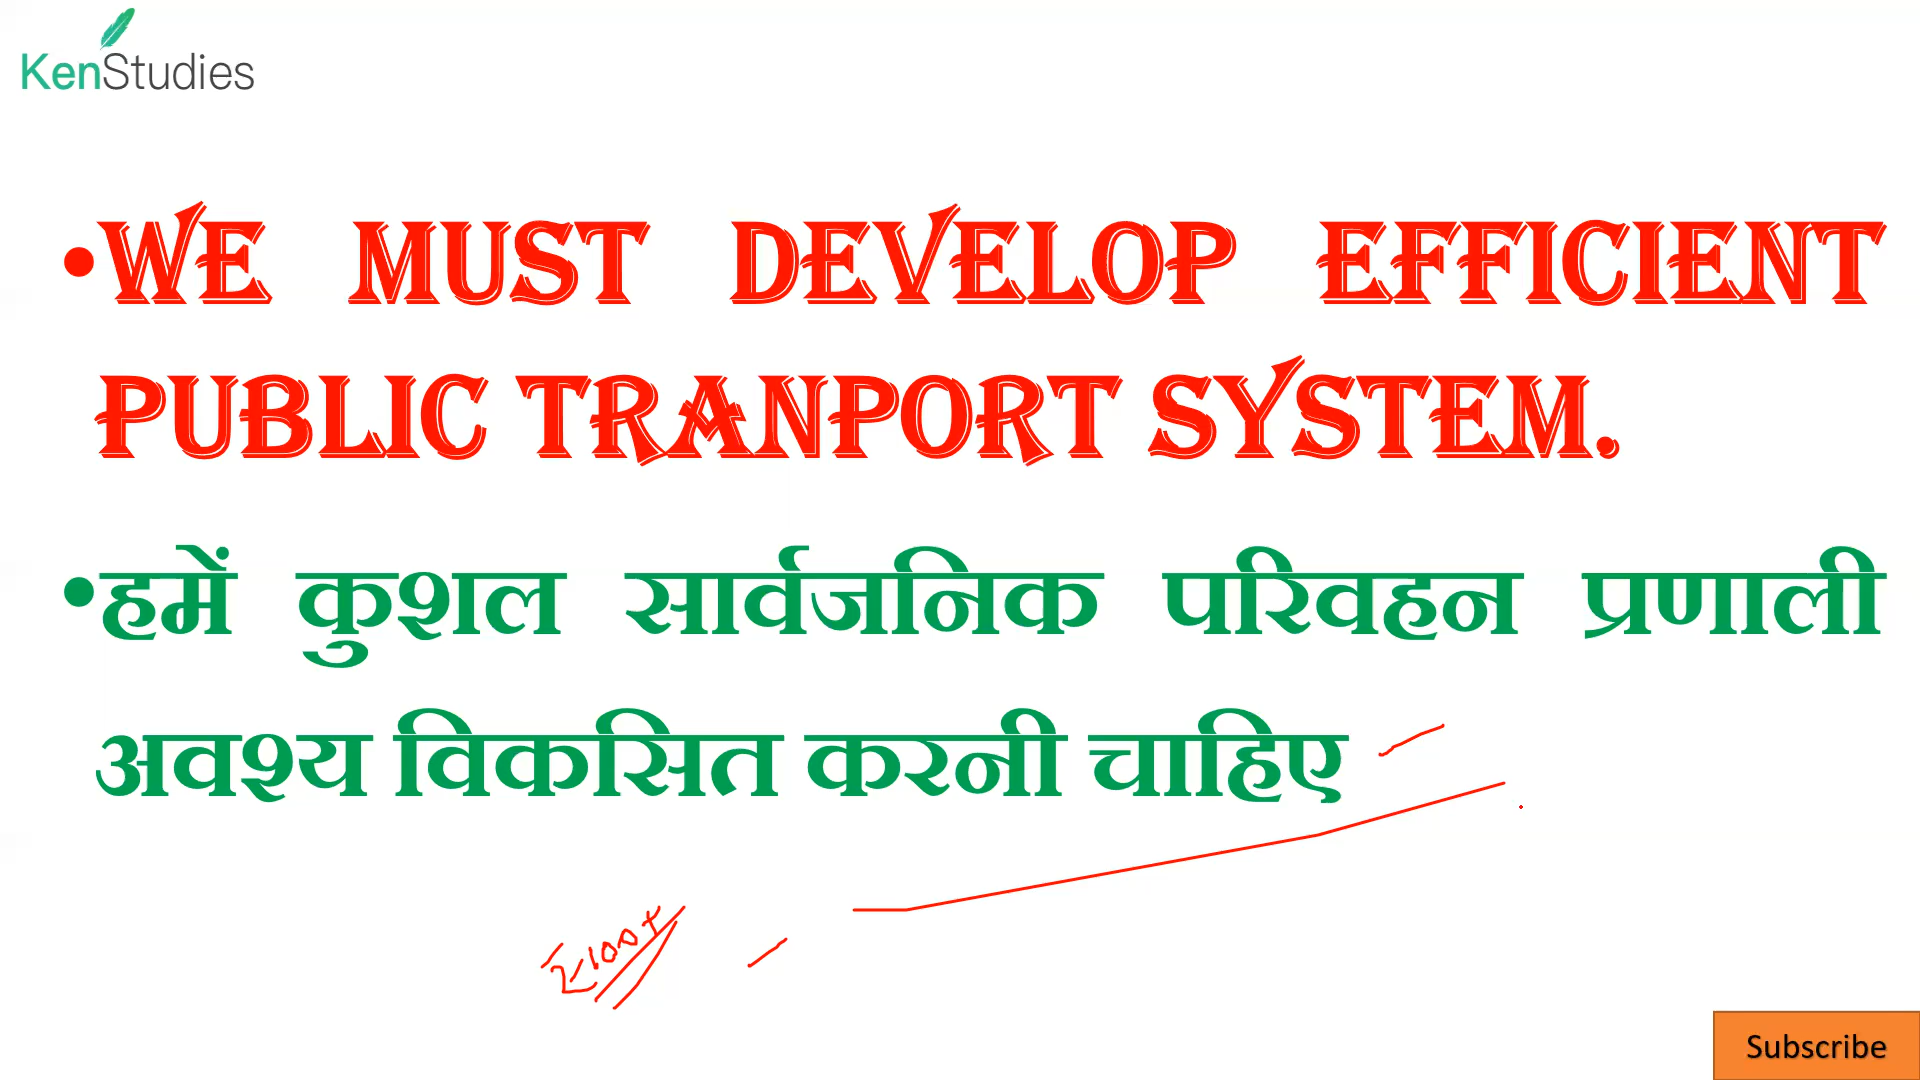 KenStudies
•WE MUST DEVELOP EFFICIENT
PUBLIC TRANPORT SYSTEM.
•हमें कुशल सार्वजनिक परिवहन प्रणाली
अवश्य विकसित करनी चाहिए
Subscribe